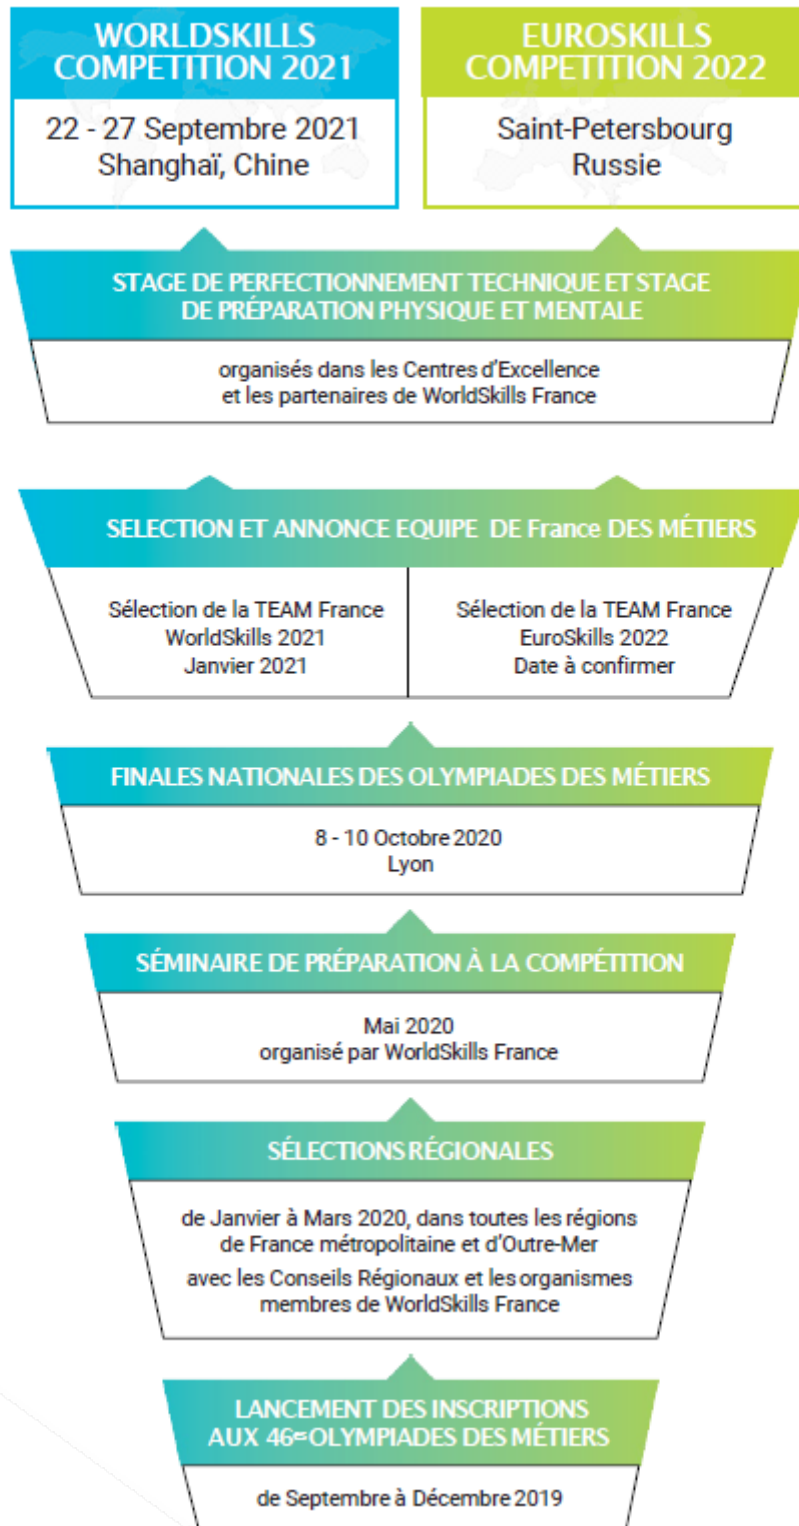 WORLDSKILLS
COMPETITION 2021
22 - 27 Septembre 2021
Shanghaï, Chine
EUROSKILLS
COMPETITION 2022
Saint-Petersbourg
Russie
STAGE DE PERFECTIONNEMENT TECHNIQUE ET STAGE
DE PRÉPARATION PHYSIQUE ET MENTALE
organisés dans les Centres d'Excellence
et les partenaires de WorldSkills France
SELECTION ET ANNONCE EQUIPE DE France DES MÉTIERS
Sélection de la TEAM France
WorldSkills 2021
Janvier 2021
Sélection de la TEAM France
EuroSkills 2022
Date à confirmer
FINALES NATIONALES DES OLYMPIADES DES MÉTIERS
8 - 10 Octobre 2020
Lyon
SÉMINAIRE DE PRÉPARATION À LA COMPÉTITION
Mai 2020
organisé par WorldSkills France
SÉLECTIONS RÉGIONALES
de Janvier à Mars 2020, dans toutes les régions
de France métropolitaine et d'Outre-Mer
avec les Conseils Régionaux et les organismes
membres de WorldSkills France
LANCEMENT DES INSCRIPTIONS
AUX 46es OLYMPIADES DES MÉTIERS
de Septembre à Décembre 2019